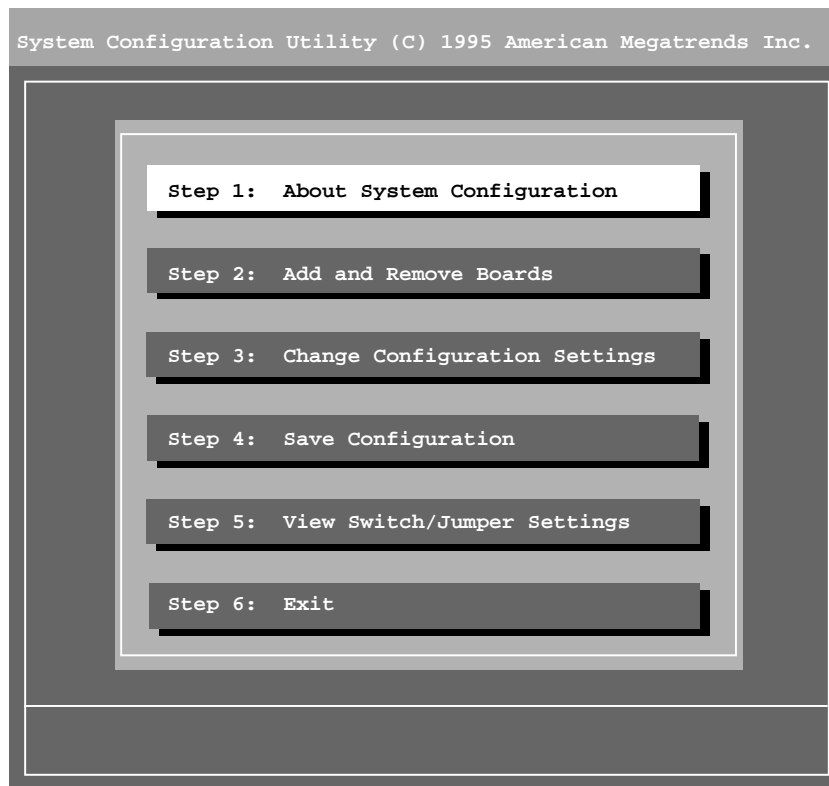 System Configuration Utility (C) 1995 American Megatrends Inc.
Step 1: About System Configuration
Step 2: Add and Remove Boards
Step 3: Change Configuration Settings
Step 4: Save Configuration
Step 5: View Switch/Jumper Settings
Step 6: Exit